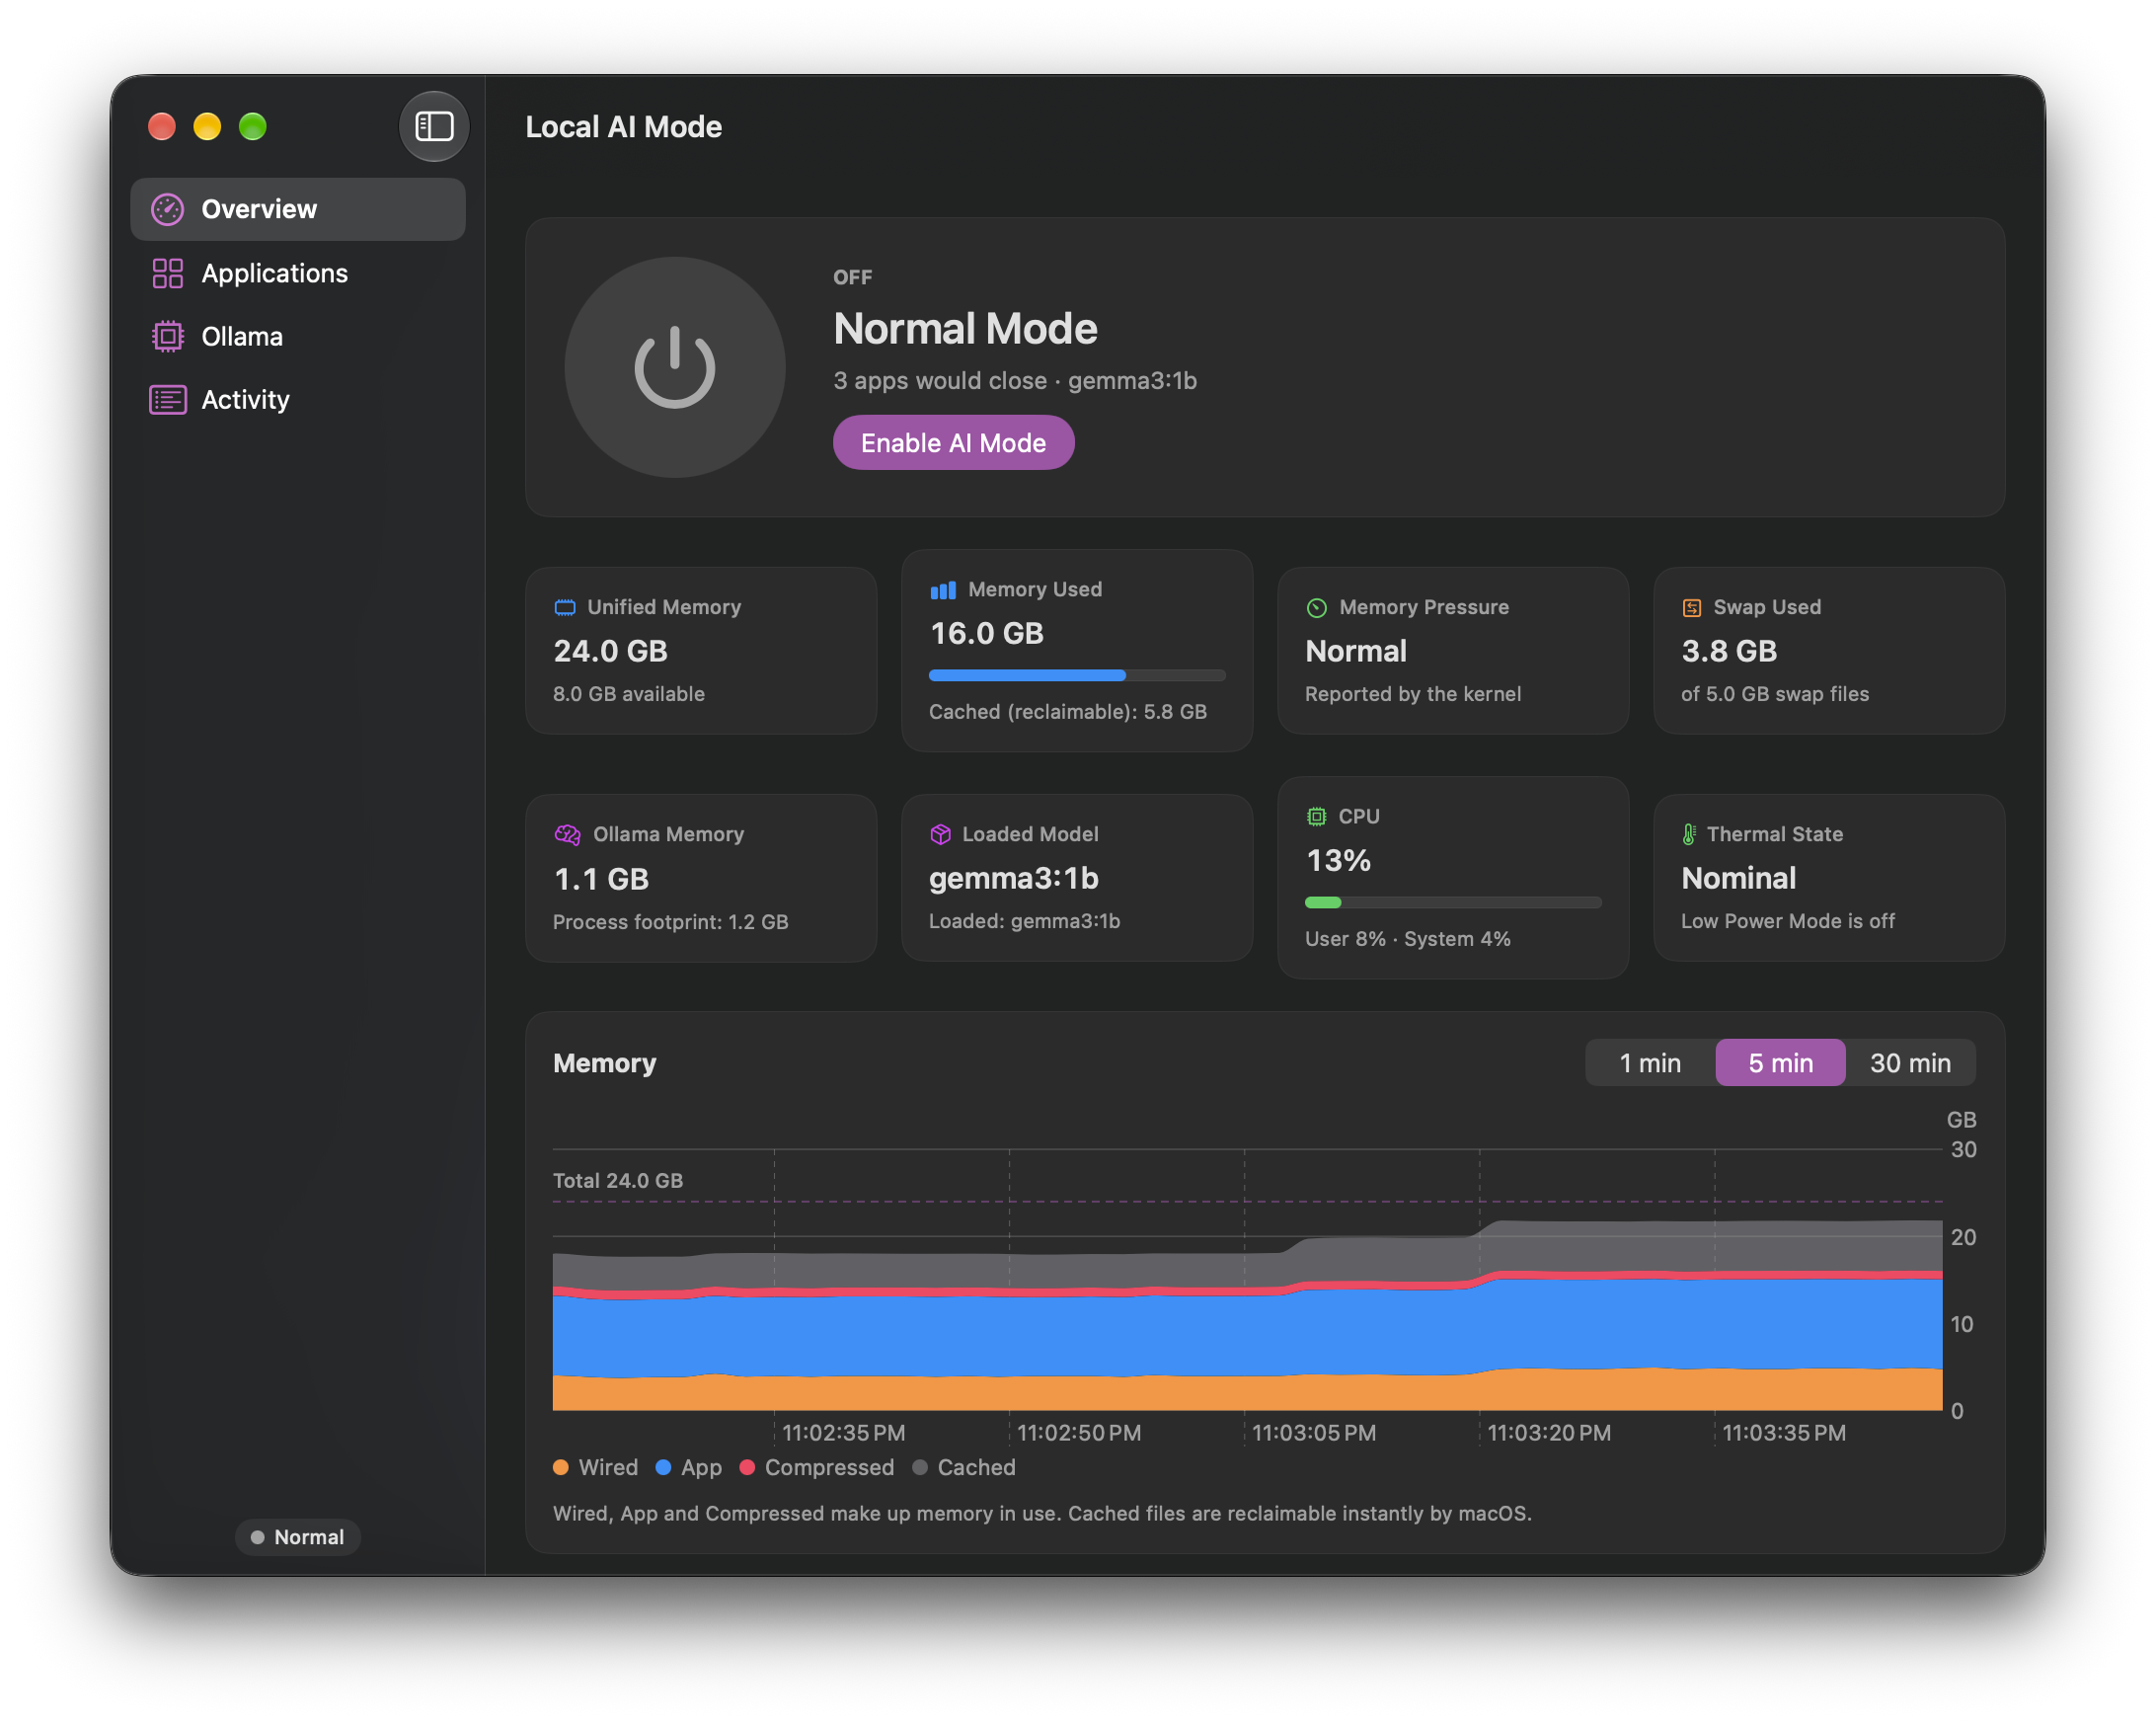 Local AI Mode
Overview
Applications
Ollama
Activity
Normal
OFF
Normal Mode
3 apps would close · gemma3:1b
Enable AI Mode
Unified Memory
24.0 GB
8.0 GB available
Memory Used
16.0 GB
Cached (reclaimable): 5.8 GB
Memory Pressure
Normal
Reported by the kernel
Swap Used
3.8 GB
of 5.0 GB swap files
Ollama Memory
1.1 GB
Process footprint: 1.2 GB
Loaded Model
gemma3:1b
Loaded: gemma3:1b
CPU
13%
User 8% · System 4%
Thermal State
Nominal
Low Power Mode is off
Memory
1 min 5 min 30 min
GB
30
Total 24.0 GB
20
10
0
11:02:35 PM 11:02:50 PM 11:03:05 PM 11:03:20 PM 11:03:35 PM
Wired App Compressed Cached
Wired, App and Compressed make up memory in use. Cached files are reclaimable instantly by macOS.